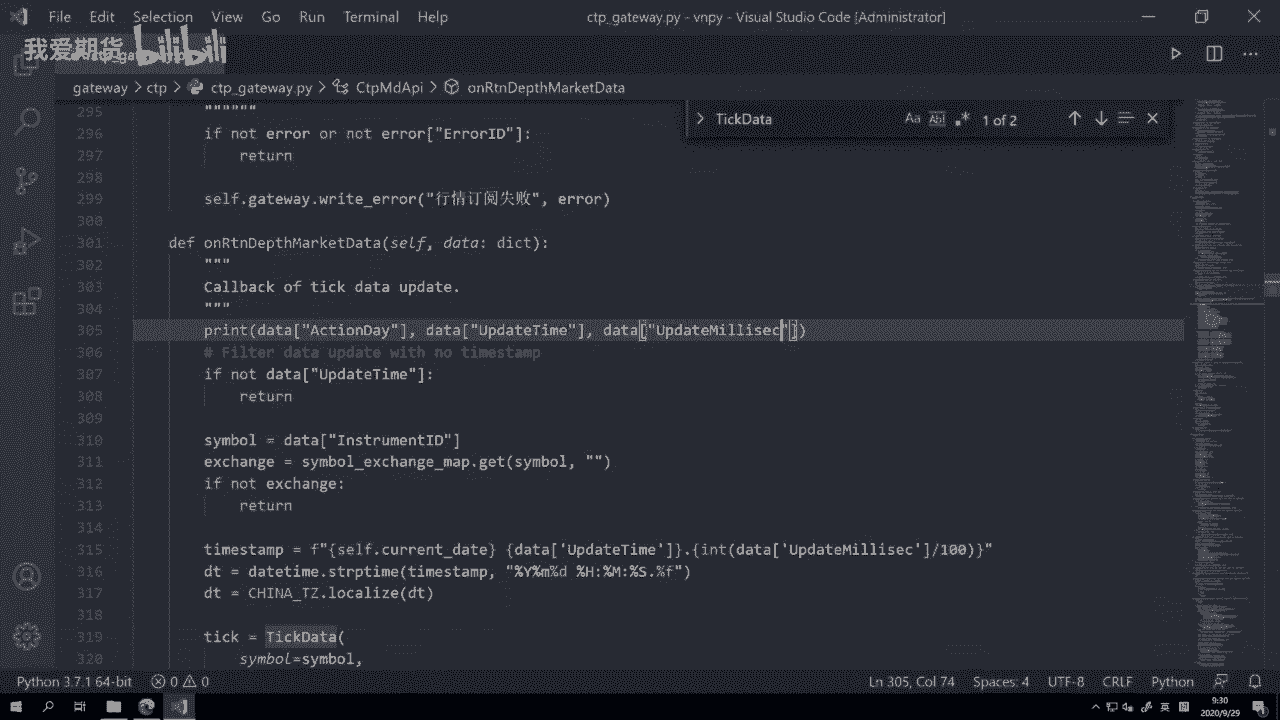 File Edit Selection View Go Run Terminal Help
ctp_gateway.py - vnpy - Visual Studio Code [Administrator]
我爱期货 bilibili
gateway > ctp > ctp_gateway.py > CtpMdApi > onRtnDepthMarketData
TickData
1 of 2
295 """
296 if not error or not error["ErrorID"]:
297 return
298
299 self.gateway.write_error("行情订阅失败", error)
300
301 def onRtnDepthMarketData(self, data: dict):
302 """
303 Callback of tick data update.
304 """
305 print(data["ActionDay"], data["UpdateTime"], data["UpdateMillisec"])
306 # Filter data update with no timestamp
307 if not data["UpdateTime"]:
308 return
309
310 symbol = data["InstrumentID"]
311 exchange = symbol_exchange_map.get(symbol, "")
312 if not exchange:
313 return
314
315 timestamp = f"{self.current_date} {data['UpdateTime']}.{int(data['UpdateMillisec']/100)}"
316 dt = datetime.strptime(timestamp, "%Y%m%d %H:%M:%S.%f")
317 dt = CHINA_TZ.localize(dt)
318
319 tick = TickData(
320 symbol=symbol,
Python 3.7.1 64-bit 0 0
Ln 305, Col 74 Spaces: 4 UTF-8 CRLF Python
9:30
2020/9/29